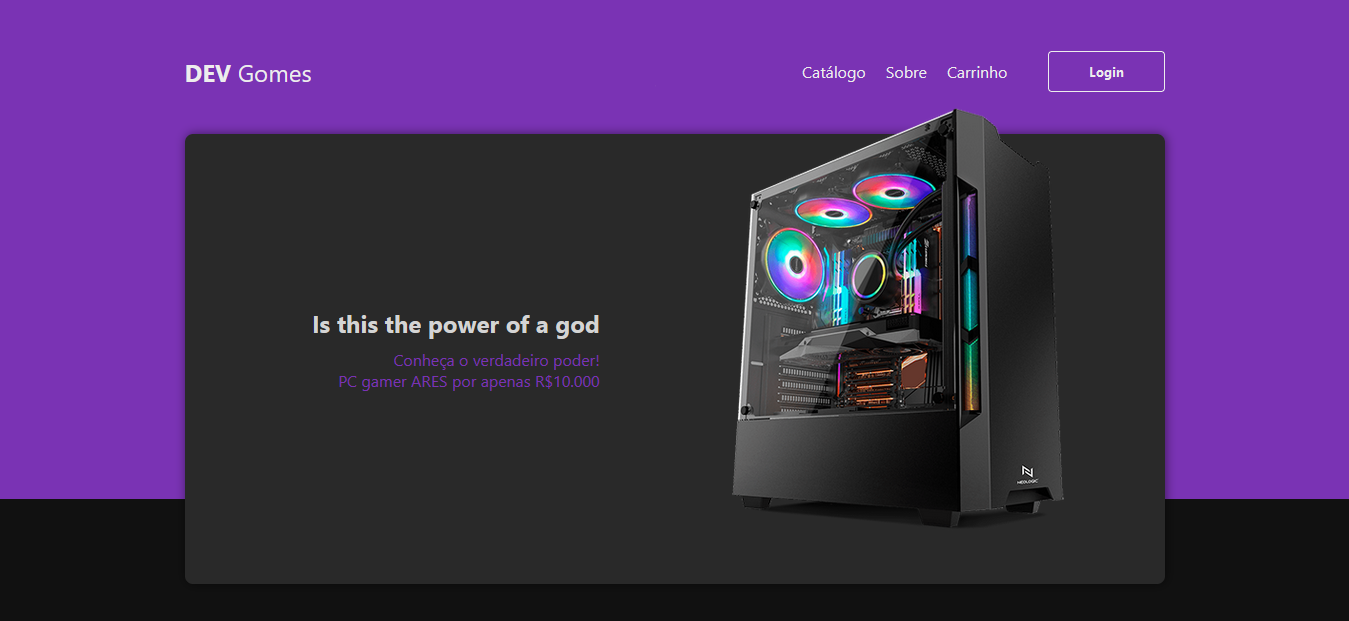 DEV Gomes
Catálogo Sobre Carrinho Login
Is this the power of a god
Conheça o verdadeiro poder!
PC gamer ARES por apenas R$10.000
NEOLOGIC